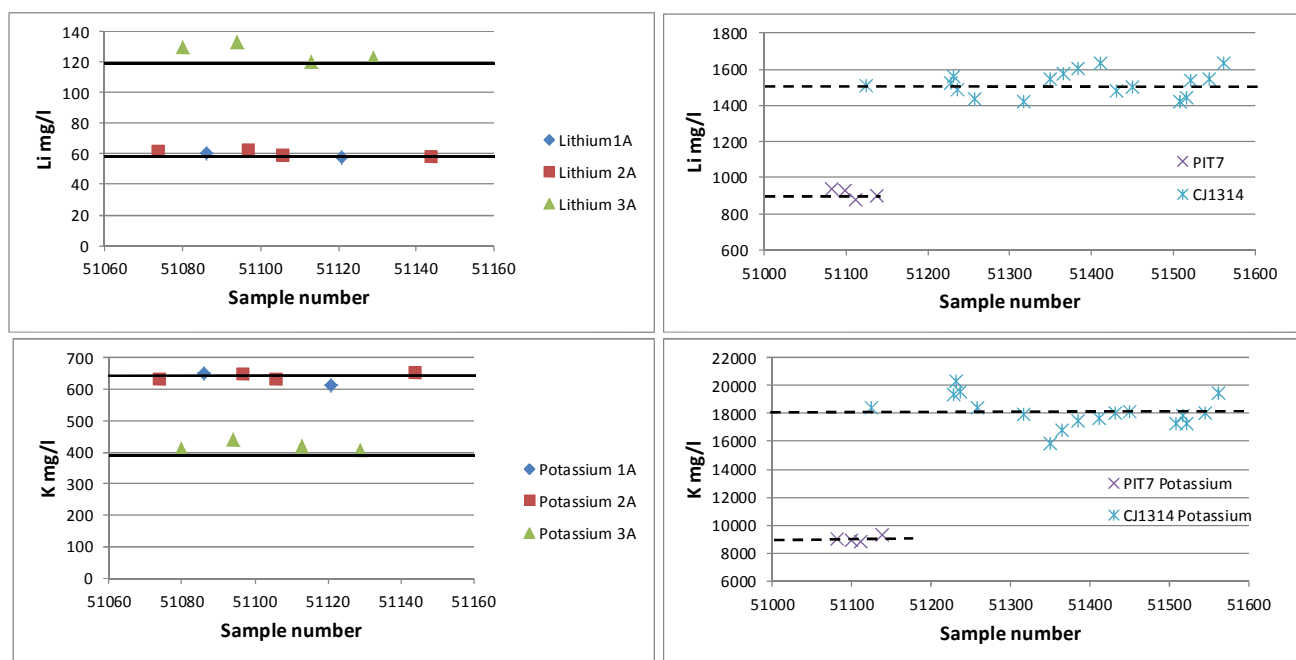 140
120
100
80
60
40
20
0
Li mg/l
51060 51080 51100 51120 51140 51160
Sample number
Lithium1A
Lithium 2A
Lithium 3A
1800
1600
1400
1200
1000
800
600
Li mg/l
51000 51100 51200 51300 51400 51500 51600
Sample number
PIT7
CJ1314
700
600
500
400
300
200
100
0
K mg/l
51060 51080 51100 51120 51140 51160
Sample number
Potassium 1A
Potassium 2A
Potassium 3A
22000
20000
18000
16000
14000
12000
10000
8000
6000
K mg/l
51000 51100 51200 51300 51400 51500 51600
Sample number
PIT7 Potassium
CJ1314 Potassium